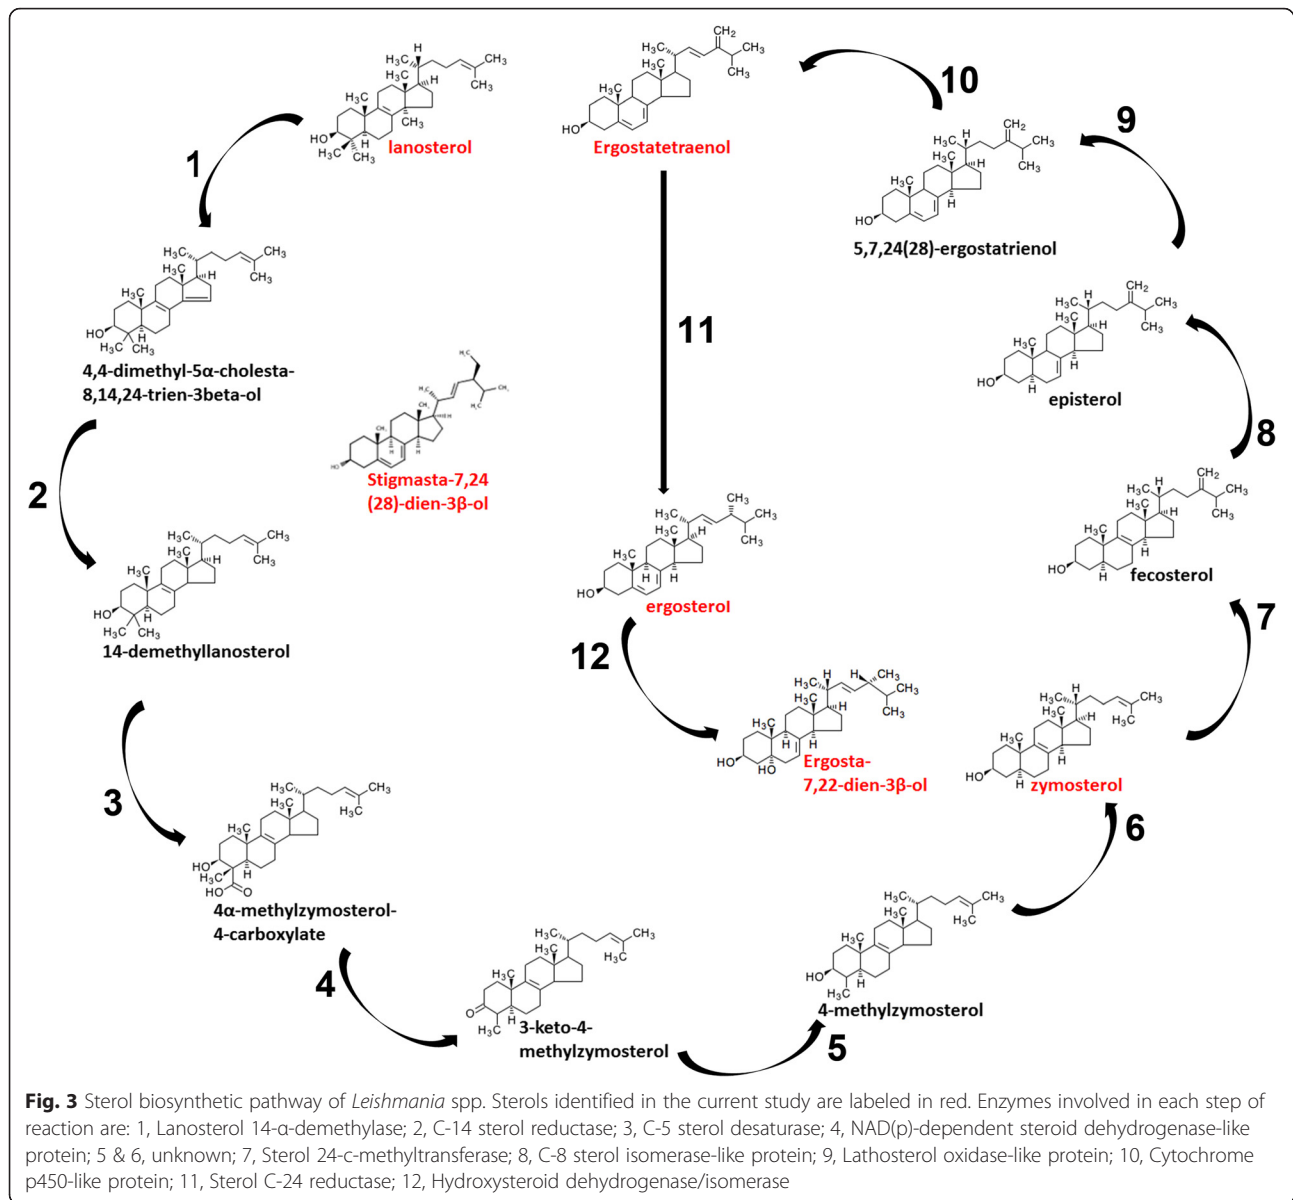 lanosterol
1
4,4-dimethyl-5α-cholesta-
8,14,24-trien-3beta-ol
2
14-demethyllanosterol
3
4α-methylzymosterol-
4-carboxylate
4
3-keto-4-
methylzymosterol
5
4-methylzymosterol
6
zymosterol
7
fecosterol
8
episterol
9
5,7,24(28)-ergostatrienol
10
Ergostatetraenol
11
ergosterol
12
Ergosta-
7,22-dien-3β-ol
Stigmasta-7,24
(28)-dien-3β-ol
Fig. 3 Sterol biosynthetic pathway of Leishmania spp. Sterols identified in the current study are labeled in red. Enzymes involved in each step of
reaction are: 1, Lanosterol 14-α-demethylase; 2, C-14 sterol reductase; 3, C-5 sterol desaturase; 4, NAD(p)-dependent steroid dehydrogenase-like
protein; 5 & 6, unknown; 7, Sterol 24-c-methyltransferase; 8, C-8 sterol isomerase-like protein; 9, Lathosterol oxidase-like protein; 10, Cytochrome
p450-like protein; 11, Sterol C-24 reductase; 12, Hydroxysteroid dehydrogenase/isomerase